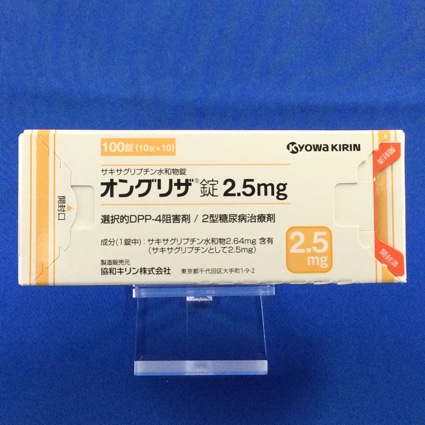 100錠(10錠×10)
KYOWA KIRIN
開封済
サキサグリプチン水和物錠
オングリザ®錠 2.5mg
開封口
選択的DPP-4阻害剤 / 2型糖尿病治療剤
成分(1錠中):サキサグリプチン水和物2.64mg 含有
(サキサグリプチンとして2.5mg)
2.5
mg
開封済
製造販売元
協和キリン株式会社 東京都千代田区大手町1-9-2